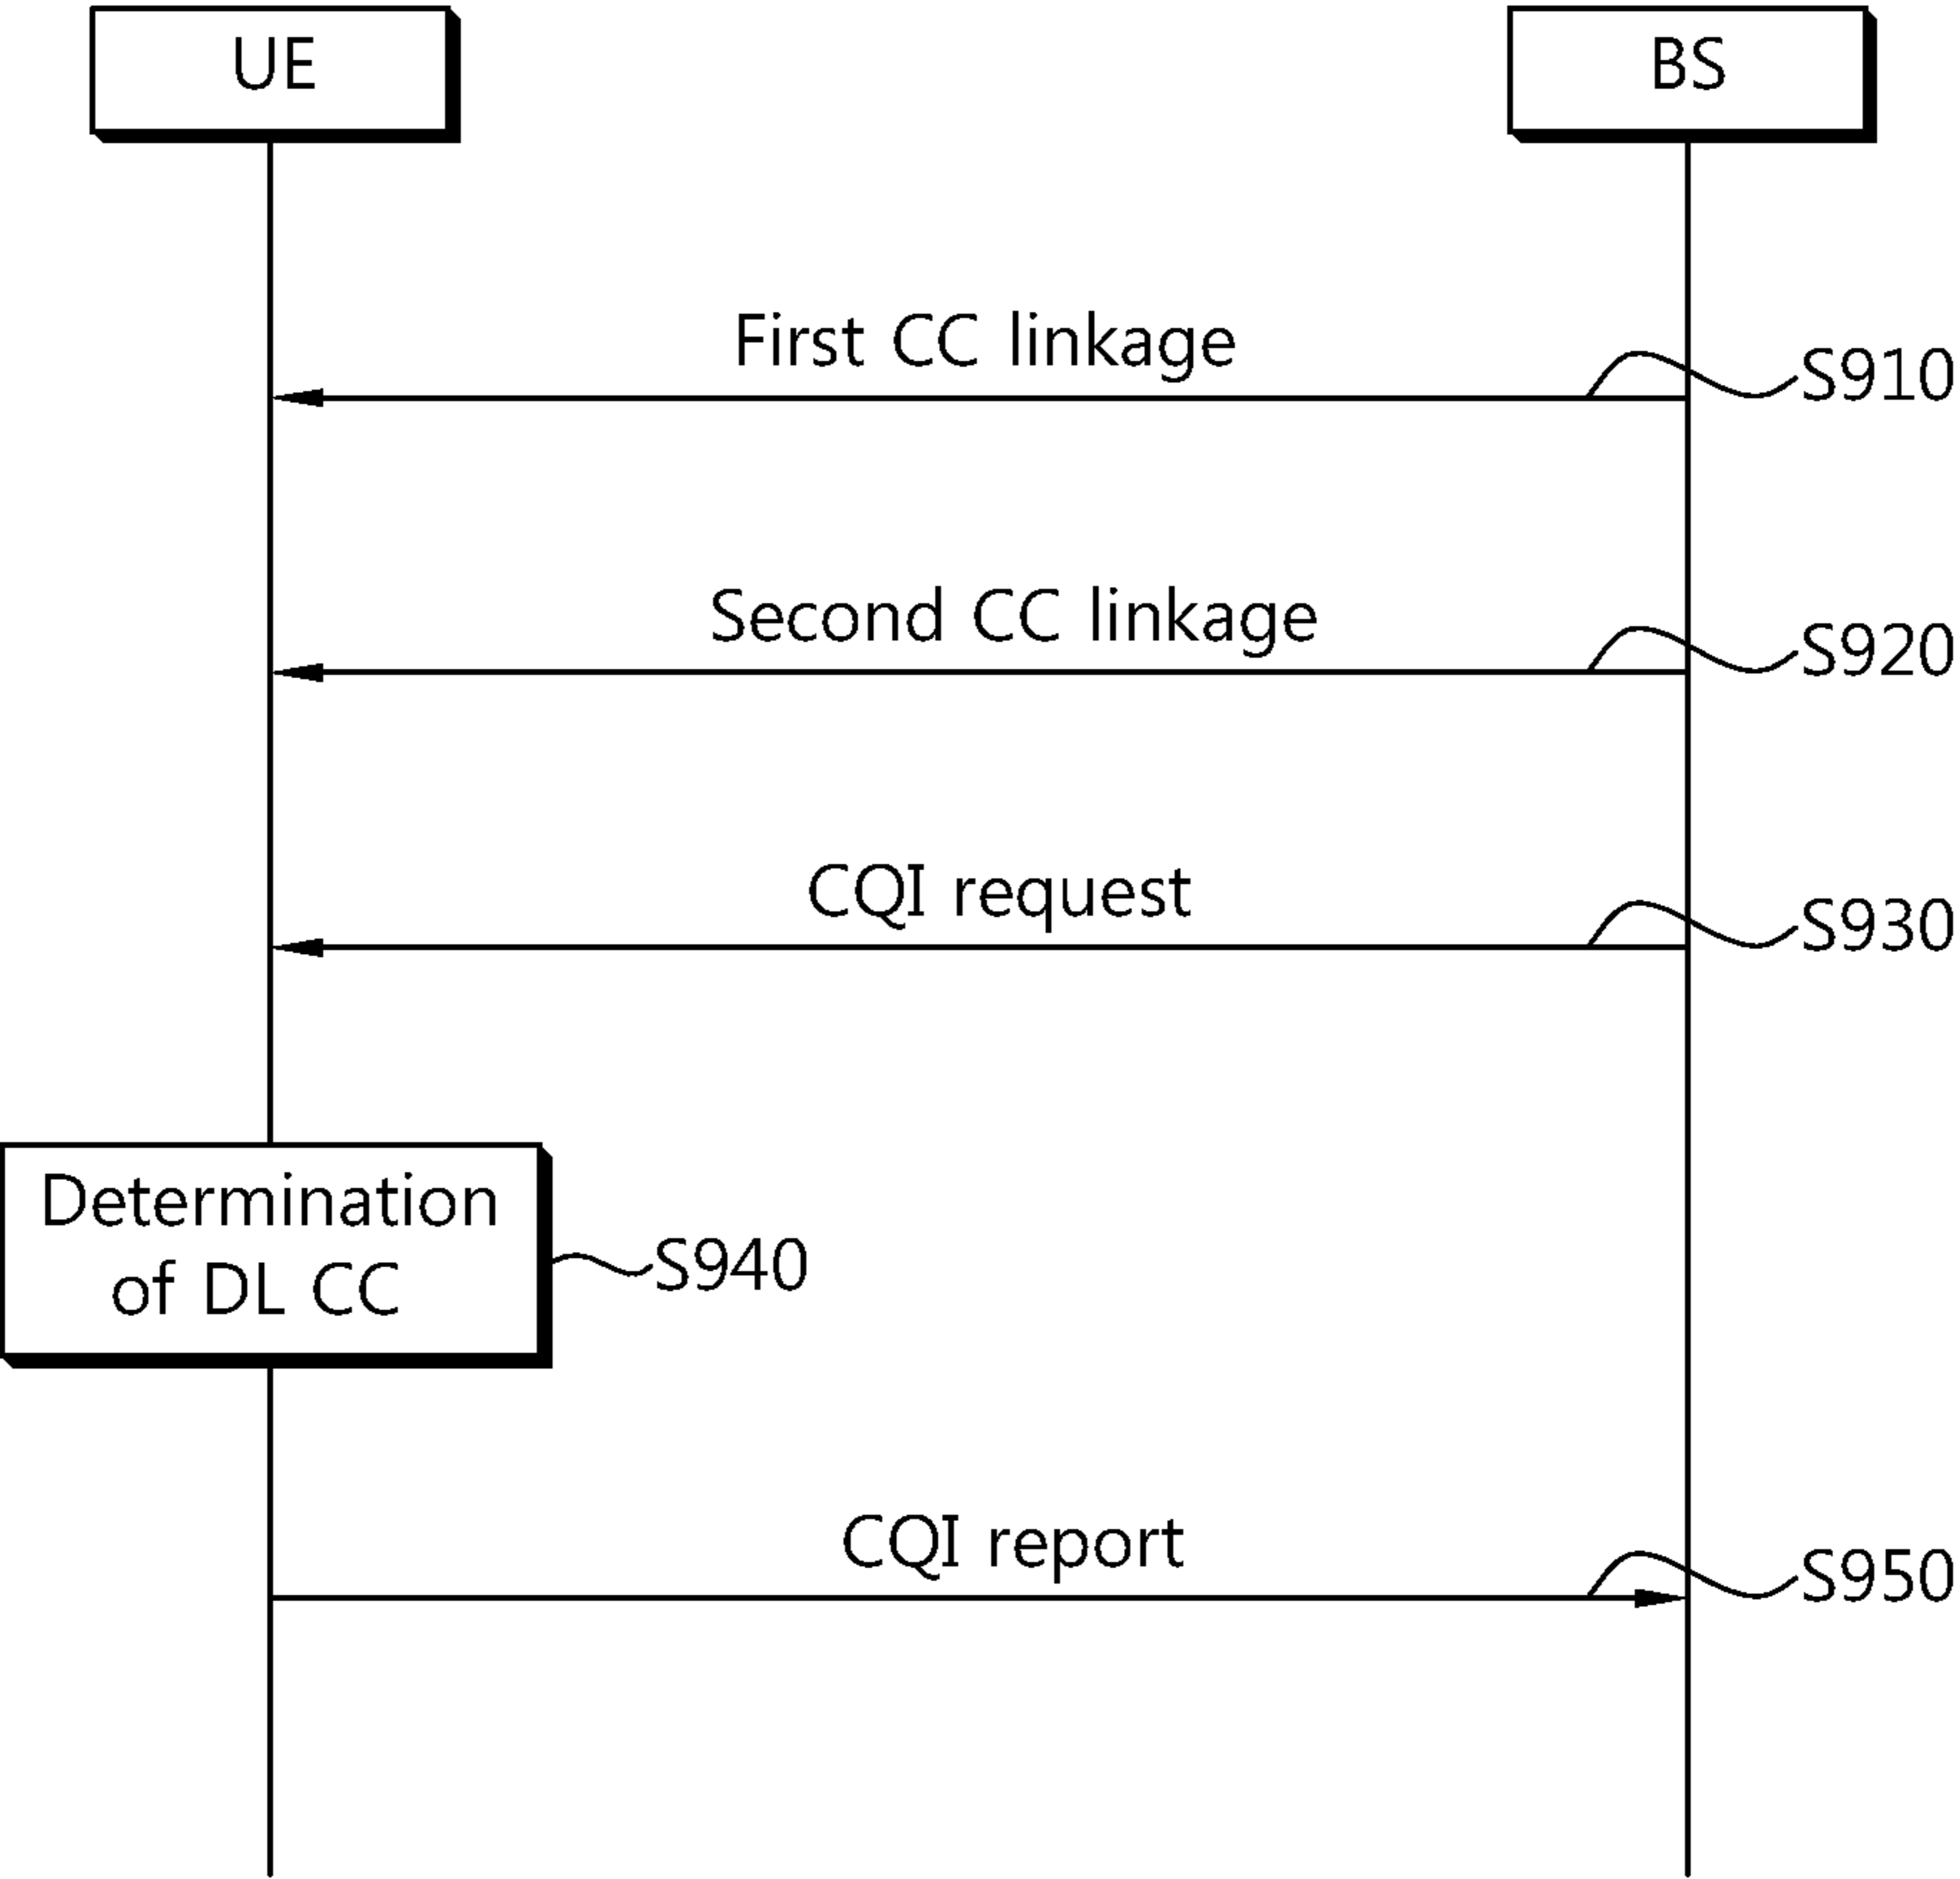 UE
BS
First CC linkage
S910
Second CC linkage
S920
CQI request
S930
Determination
of DL CC
S940
CQI report
S950